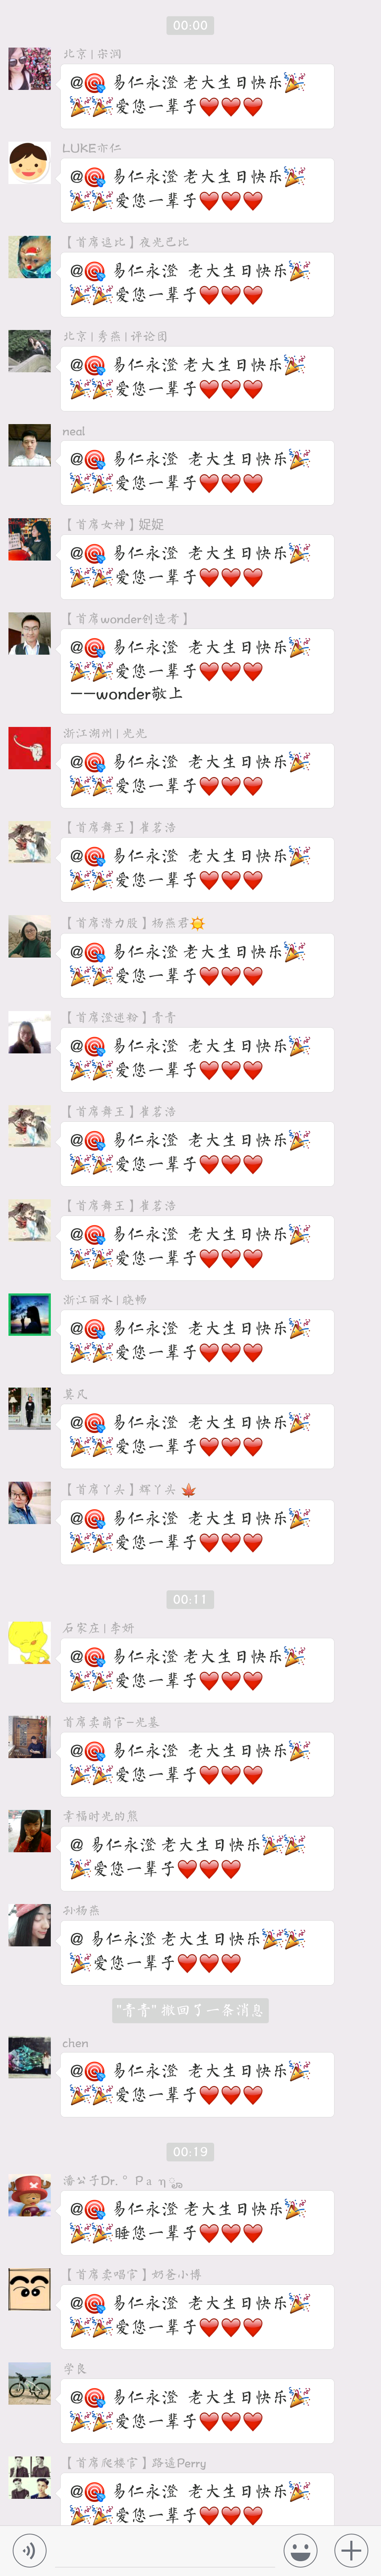 00:00
北京 | 宋润
@🎯 易仁永澄 老大生日快乐🎉
🎉🎉爱您一辈子❤️❤️❤️
LUKE亦仁
@🎯 易仁永澄 老大生日快乐🎉
🎉🎉爱您一辈子❤️❤️❤️
【首席逗比】夜光巴比
@🎯 易仁永澄 老大生日快乐🎉
🎉🎉爱您一辈子❤️❤️❤️
北京 | 秀燕 | 评论团
@🎯 易仁永澄 老大生日快乐🎉
🎉🎉爱您一辈子❤️❤️❤️
neal
@🎯 易仁永澄 老大生日快乐🎉
🎉🎉爱您一辈子❤️❤️❤️
【首席女神】妮妮
@🎯 易仁永澄 老大生日快乐🎉
🎉🎉爱您一辈子❤️❤️❤️
【首席wonder创造者】
@🎯 易仁永澄 老大生日快乐🎉
🎉🎉爱您一辈子❤️❤️❤️
——wonder敬上
浙江湖州 | 光光
@🎯 易仁永澄 老大生日快乐🎉
🎉🎉爱您一辈子❤️❤️❤️
【首席舞王】崔茗浩
@🎯 易仁永澄 老大生日快乐🎉
🎉🎉爱您一辈子❤️❤️❤️
【首席潜力股】杨燕君☀️
@🎯 易仁永澄 老大生日快乐🎉
🎉🎉爱您一辈子❤️❤️❤️
【首席澄迷粉】青青
@🎯 易仁永澄 老大生日快乐🎉
🎉🎉爱您一辈子❤️❤️❤️
【首席舞王】崔茗浩
@🎯 易仁永澄 老大生日快乐🎉
🎉🎉爱您一辈子❤️❤️❤️
【首席舞王】崔茗浩
@🎯 易仁永澄 老大生日快乐🎉
🎉🎉爱您一辈子❤️❤️❤️
浙江丽水 | 晓畅
@🎯 易仁永澄 老大生日快乐🎉
🎉🎉爱您一辈子❤️❤️❤️
莫凡
@🎯 易仁永澄 老大生日快乐🎉
🎉🎉爱您一辈子❤️❤️❤️
【首席丫头】辉丫头 🍁
@🎯 易仁永澄 老大生日快乐🎉
🎉🎉爱您一辈子❤️❤️❤️
00:11
石家庄 | 季妍
@🎯 易仁永澄 老大生日快乐🎉
🎉🎉爱您一辈子❤️❤️❤️
首席卖萌官-光墓
@🎯 易仁永澄 老大生日快乐🎉
🎉🎉爱您一辈子❤️❤️❤️
幸福时光的熊
@ 易仁永澄 老大生日快乐🎉🎉
🎉爱您一辈子❤️❤️❤️
孙杨燕
@ 易仁永澄 老大生日快乐🎉🎉
🎉爱您一辈子❤️❤️❤️
"青青" 撤回了一条消息
chen
@🎯 易仁永澄 老大生日快乐🎉
🎉🎉爱您一辈子❤️❤️❤️
00:19
潘公子Dr.
@🎯 易仁永澄 老大生日快乐🎉
🎉🎉睡您一辈子❤️❤️❤️
【首席卖唱官】奶爸小博
@🎯 易仁永澄 老大生日快乐🎉
🎉🎉爱您一辈子❤️❤️❤️
学良
@🎯 易仁永澄 老大生日快乐🎉
🎉🎉爱您一辈子❤️❤️❤️
【首席爬楼官】路遥Perry
@🎯 易仁永澄 老大生日快乐🎉
🎉🎉爱您一辈子❤️❤️❤️